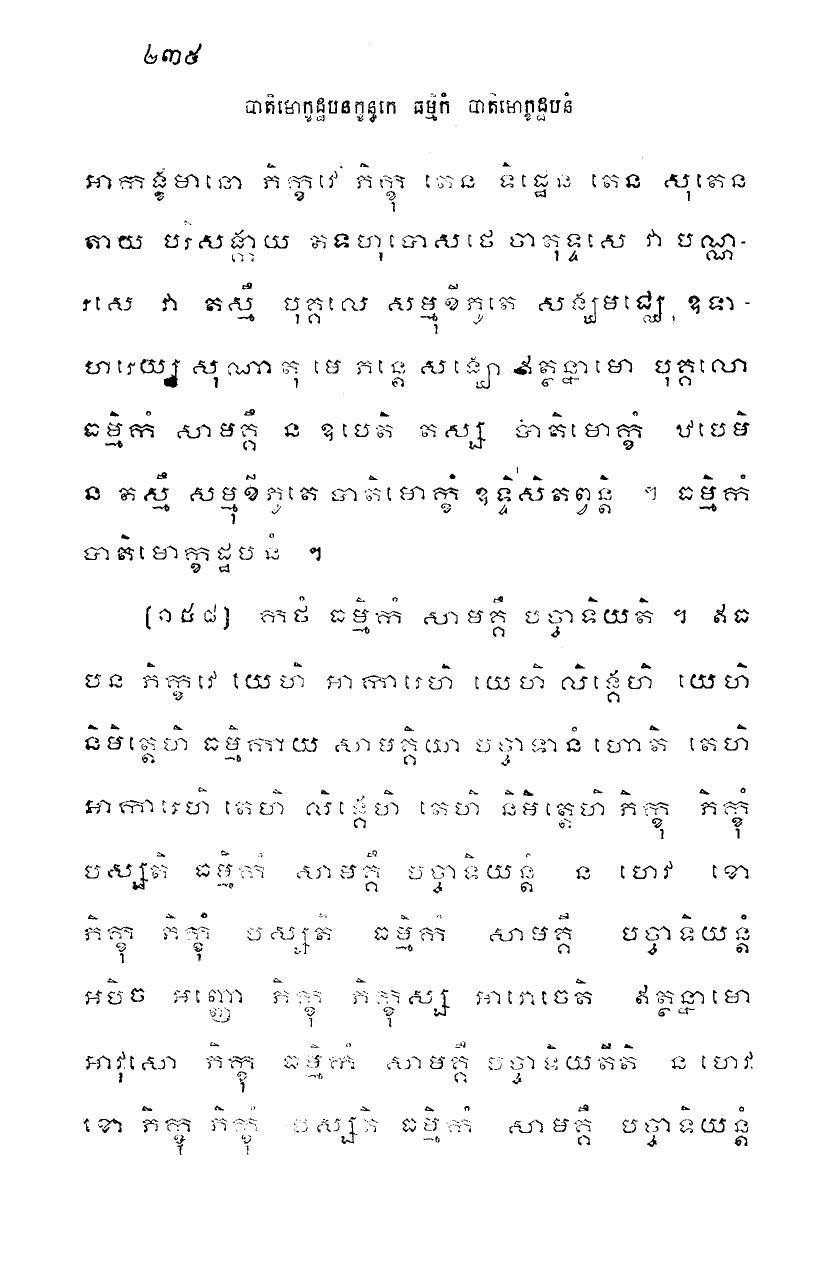 ២៣៥
បាតិមោក្ខដ្ឋបនក្ខន្ធកេ ធម្មិកំ បាតិមោក្ខដ្ឋបនំ
អាកង្ខមានោ ភិក្ខវេ ភិក្ខុ តេន ទិដ្ឋេន តេន សុតេន
តាយ បរិសង្កាយ តទហុបោសថេ ចាតុទ្ទសេ វា បណ្ណ-
រសេ វា តស្មឹ បុគ្គលេ សម្មុខីភូតេ សង្ឃមជ្ឈេ ឧទា-
ហរេយ្យ សុណាតុ មេ ភន្តេ សង្ឃោ ឥត្ថន្នាមោ បុគ្គលោ
ធម្មិកំ សាមគ្គឹ ន ឧបេតិ តស្ស បាតិមោក្ខំ ឋបេមិ
ន តស្មឹ សម្មុខីភូតេ បាតិមោក្ខំ ឧទ្ទិសិតព្វន្តិ ។ ធម្មិកំ
បាតិមោក្ខដ្ឋបនំ ។
[១៥៨] កថំ ធម្មិកំ សាមគ្គឹ បច្ចាទិយតិ ។ ឥធ
បន ភិក្ខវេ យេហិ អាការេហិ យេហិ លិង្គេហិ យេហិ
និមិត្តេហិ ធម្មិកាយ សាមគ្គិយា បច្ចាទានំ ហោតិ តេហិ
អាការេហិ តេហិ លិង្គេហិ តេហិ និមិត្តេហិ ភិក្ខុ ភិក្ខុំ
បស្សតិ ធម្មិកំ សាមគ្គឹ បច្ចាទិយន្តំ ន ហេវ ខោ
ភិក្ខុ ភិក្ខុំ បស្សតិ ធម្មិកំ សាមគ្គឹ បច្ចាទិយន្តំ
អបិច អញ្ញោ ភិក្ខុ ភិក្ខុស្ស អារោចេតិ ឥត្ថន្នាមោ
អាវុសោ ភិក្ខុ ធម្មិកំ សាមគ្គឹ បច្ចាទិយតីតិ ន ហេវ
ខោ ភិក្ខុ ភិក្ខុំ បស្សតិ ធម្មិកំ សាមគ្គឹ បច្ចាទិយន្តំ